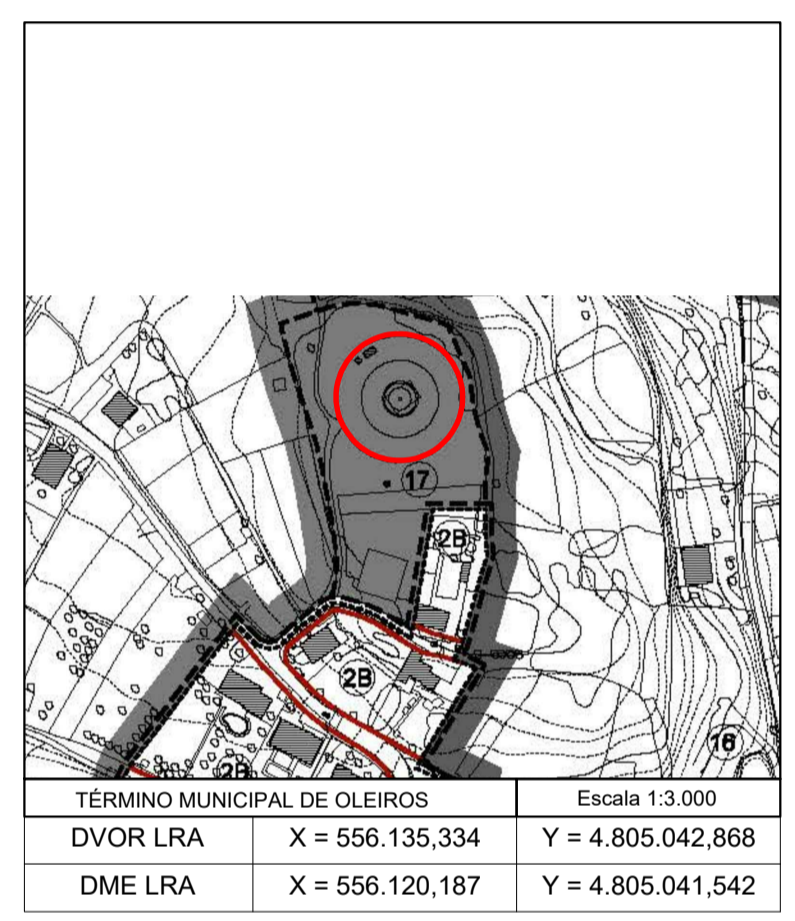 17
2B
2B
2B
16
TÉRMINO MUNICIPAL DE OLEIROS Escala 1:3.000
DVOR LRA X = 556.135,334 Y = 4.805.042,868
DME LRA X = 556.120,187 Y = 4.805.041,542